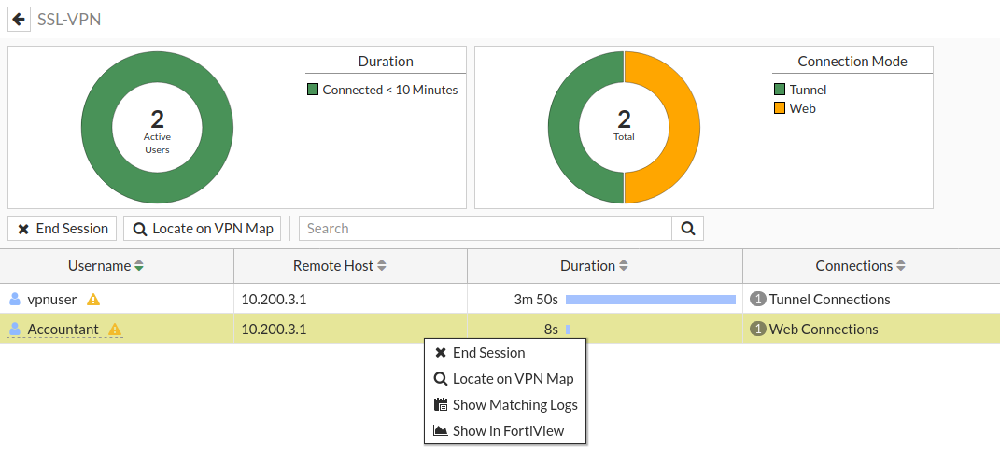 SSL-VPN
2
Active
Users
Duration
Connected < 10 Minutes
2
Total
Connection Mode
Tunnel
Web
End Session
Locate on VPN Map
Search
Username
Remote Host
Duration
Connections
vpnuser
10.200.3.1
3m 50s
1 Tunnel Connections
Accountant
10.200.3.1
8s
1 Web Connections
End Session
Locate on VPN Map
Show Matching Logs
Show in FortiView